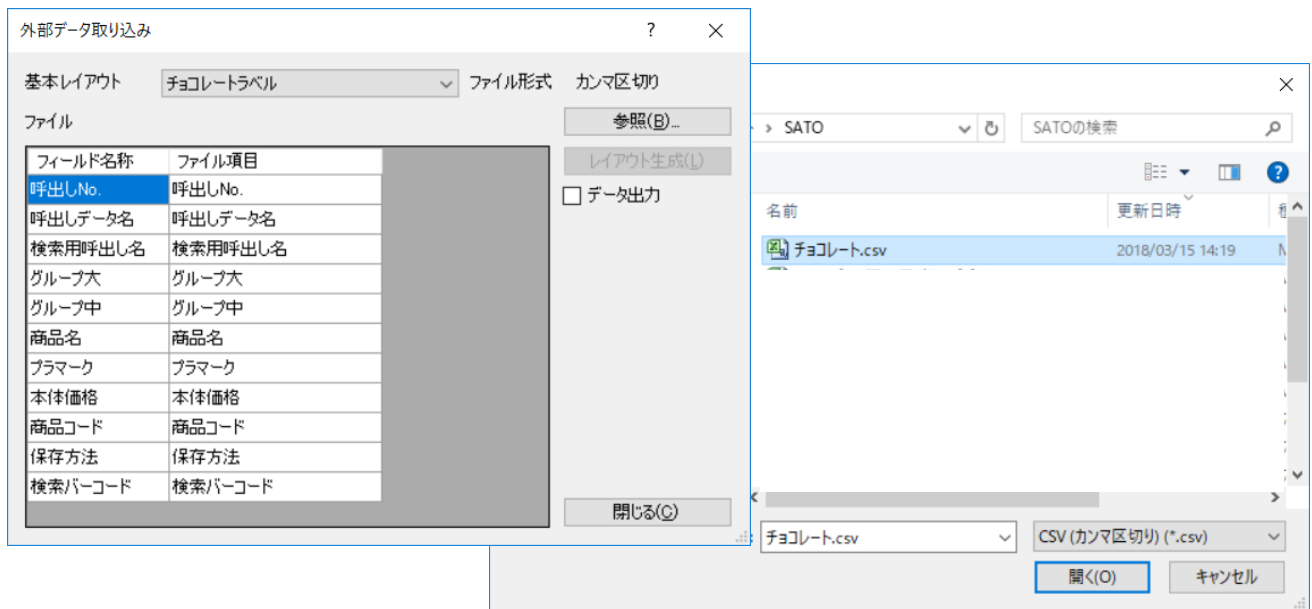 外部データ取り込み
基本レイアウト チョコレートラベル ファイル形式 カンマ区切り
ファイル 参照(B)...
レイアウト生成(L)
データ出力
フィールド名称 ファイル項目
呼出しNo. 呼出しNo.
呼出しデータ名 呼出しデータ名
検索用呼出し名 検索用呼出し名
グループ大 グループ大
グループ中 グループ中
商品名 商品名
プラマーク プラマーク
本体価格 本体価格
商品コード 商品コード
保存方法 保存方法
検索バーコード 検索バーコード
閉じる(C)
SATO SATOの検索
名前 更新日時
チョコレート.csv 2018/03/15 14:19
チョコレート.csv CSV (カンマ区切り) (*.csv)
開く(O) キャンセル